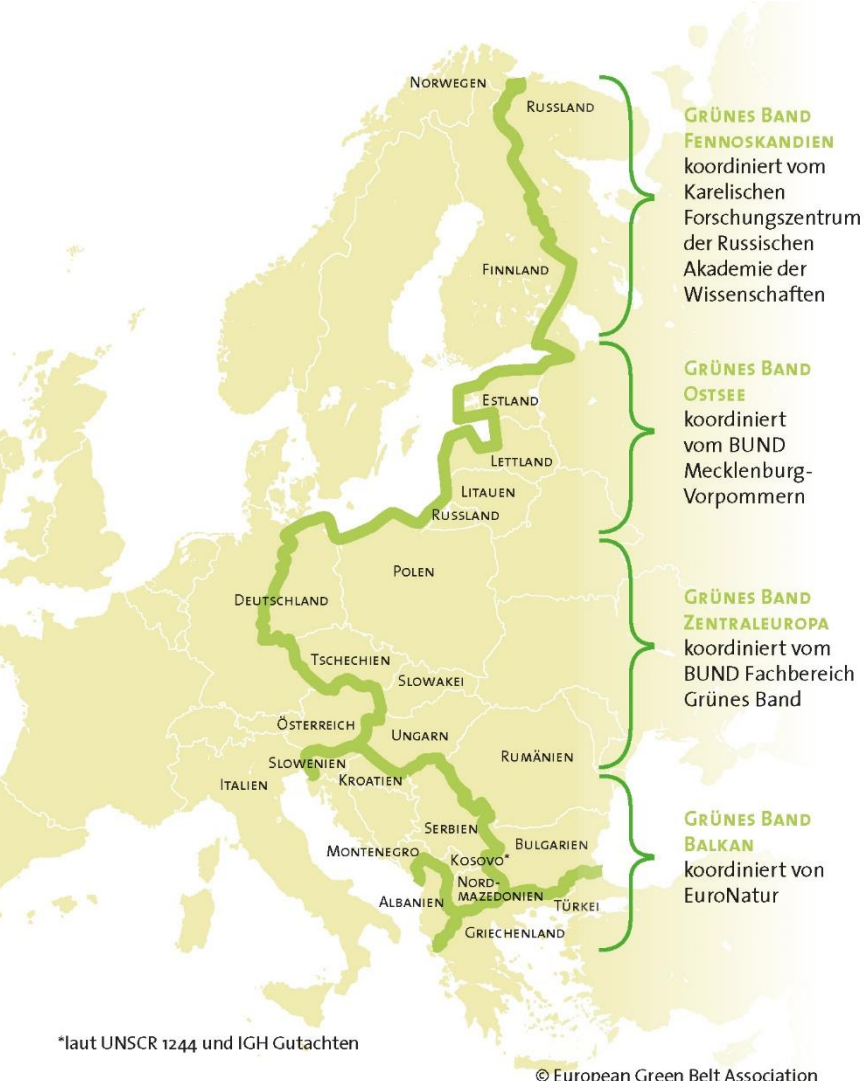 NORWEGEN
RUSSLAND
FINNLAND
ESTLAND
LETTLAND
LITAUEN
RUSSLAND
POLEN
DEUTSCHLAND
TSCHECHIEN
SLOWAKEI
ÖSTERREICH
UNGARN
SLOWENIEN
RUMÄNIEN
ITALIEN
KROATIEN
SERBIEN
BULGARIEN
MONTENEGRO
KOSOVO*
NORD-
MAZEDONIEN
ALBANIEN
TÜRKEI
GRIECHENLAND
GRÜNES BAND
FENNOSKANDIEN
koordiniert vom
Karelischen
Forschungszentrum
der Russischen
Akademie der
Wissenschaften
GRÜNES BAND
OSTSEE
koordiniert
vom BUND
Mecklenburg-
Vorpommern
GRÜNES BAND
ZENTRALEUROPA
koordiniert vom
BUND Fachbereich
Grünes Band
GRÜNES BAND
BALKAN
koordiniert von
EuroNatur
*laut UNSCR 1244 und IGH Gutachten
© European Green Belt Association